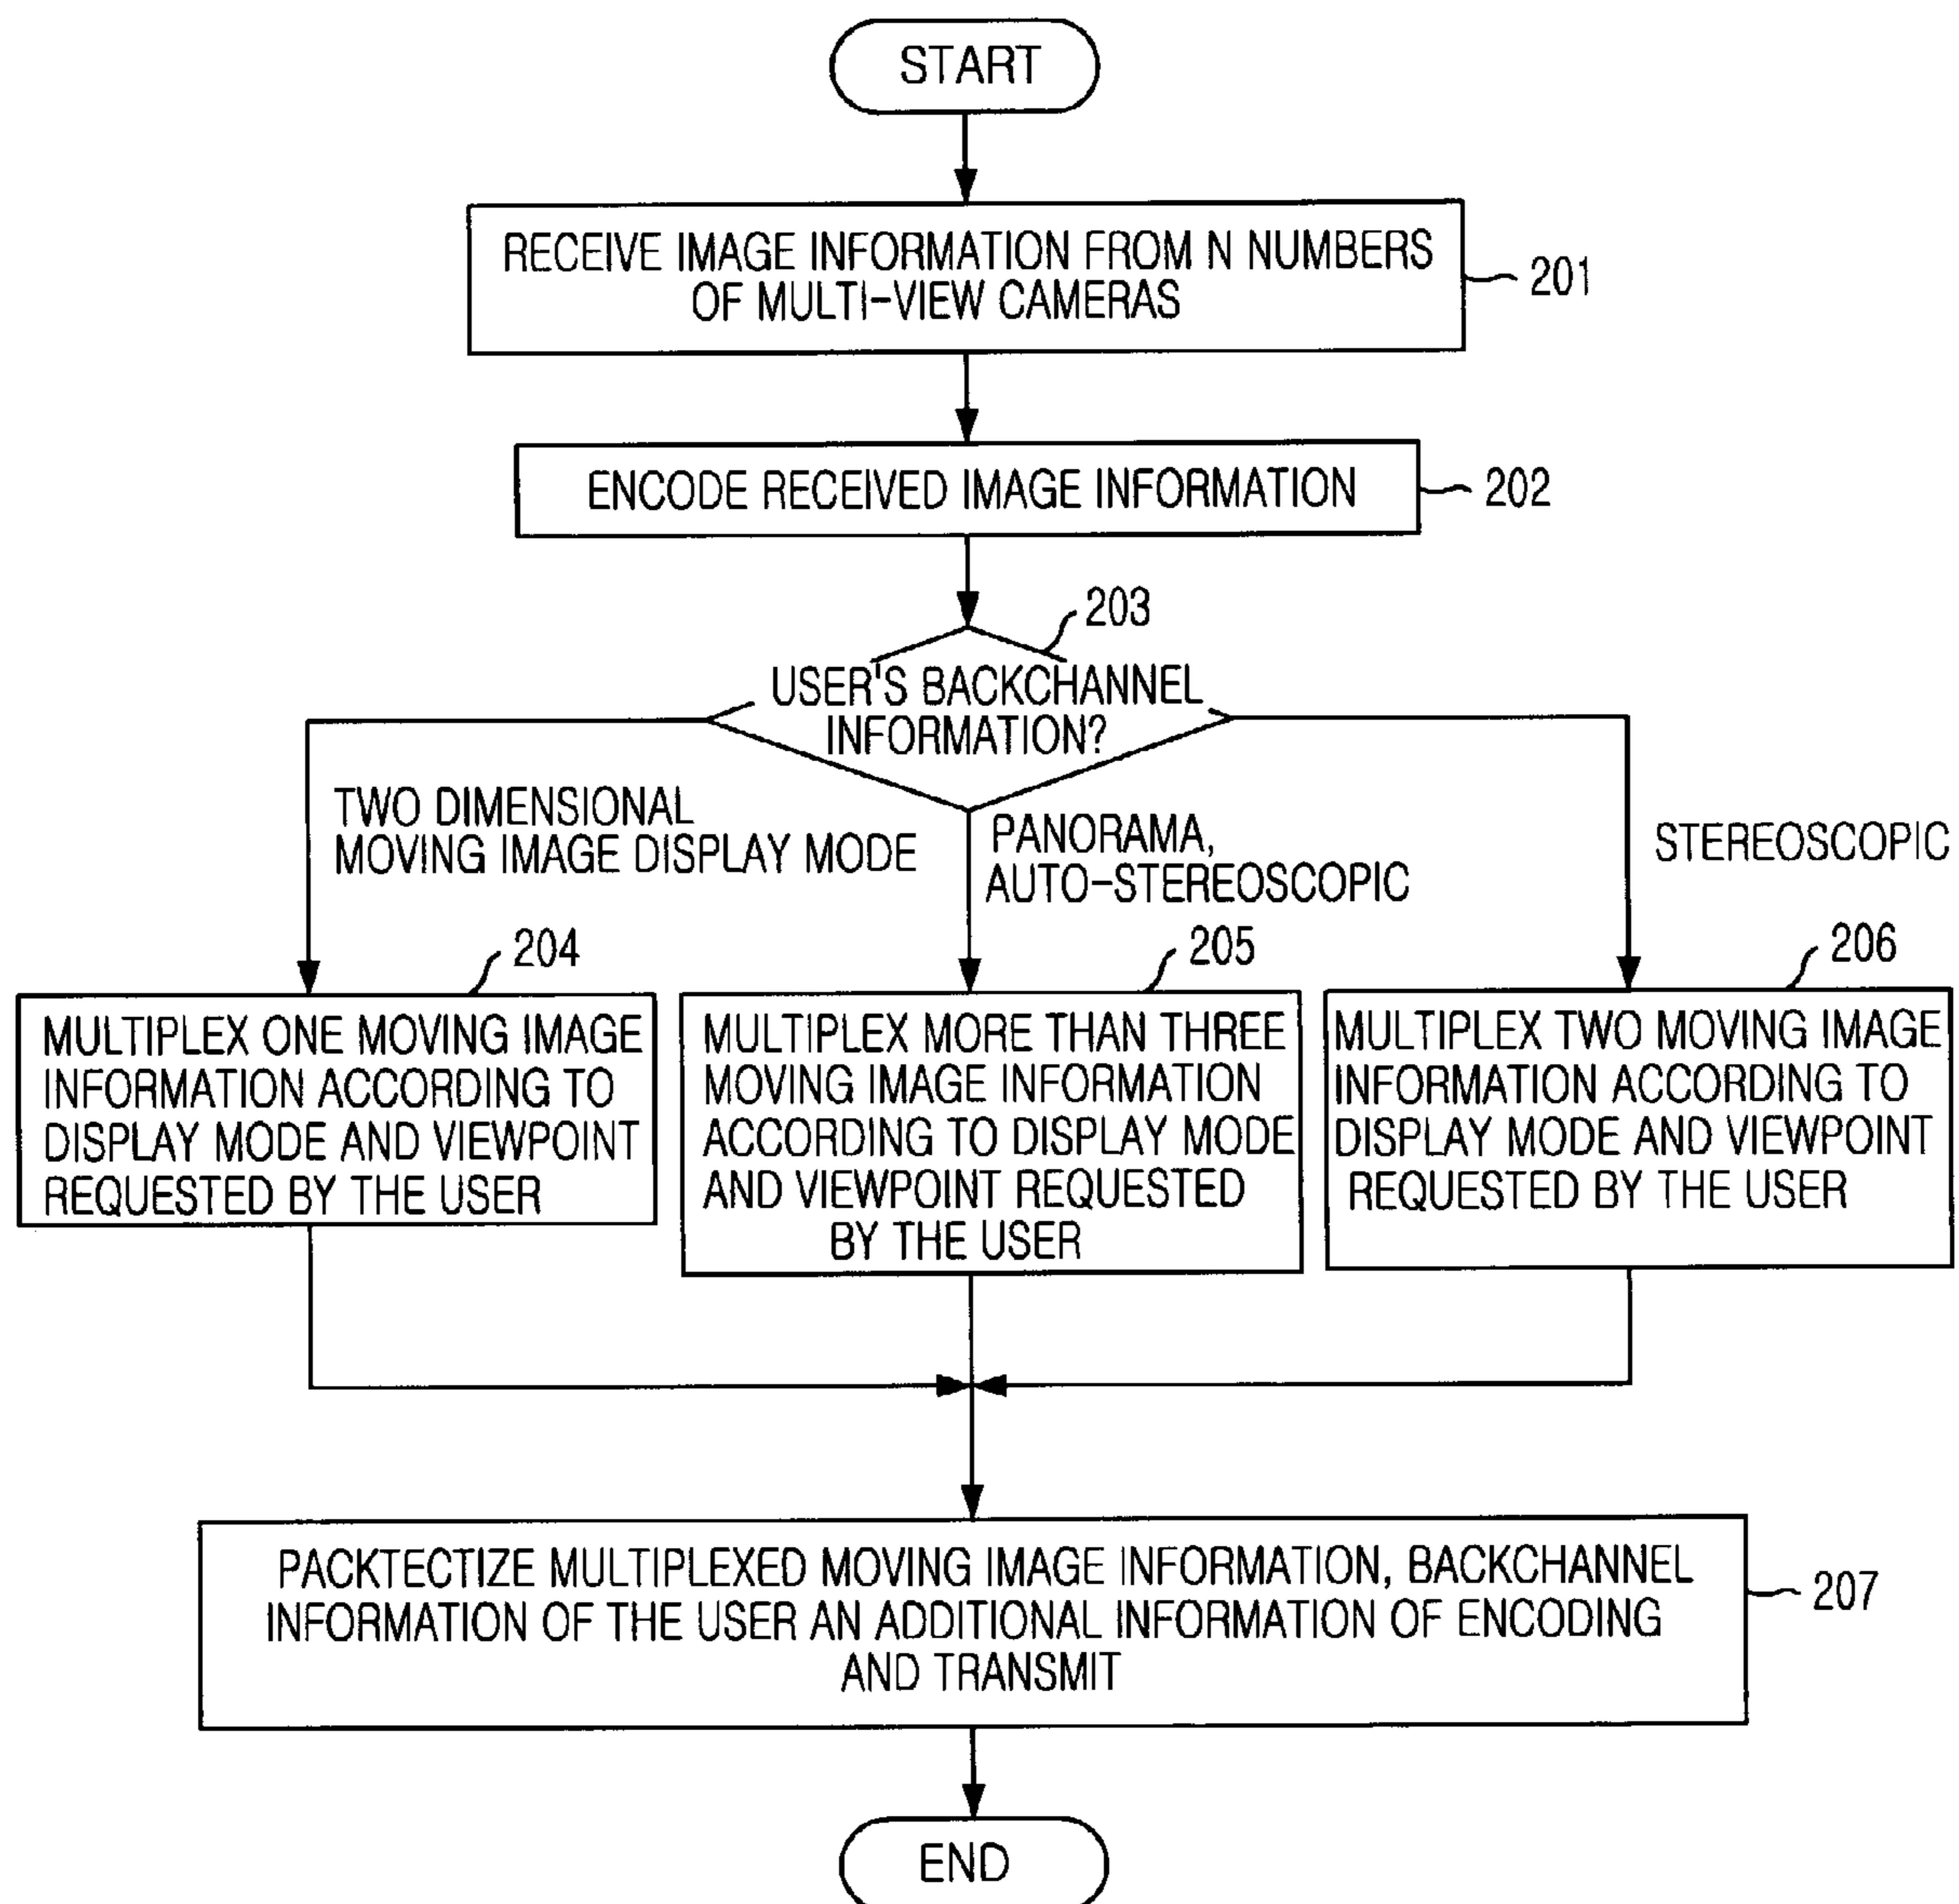 START
RECEIVE IMAGE INFORMATION FROM N NUMBERS
OF MULTI-VIEW CAMERAS
201
ENCODE RECEIVED IMAGE INFORMATION
202
203
USER'S BACKCHANNEL
INFORMATION?
TWO DIMENSIONAL
MOVING IMAGE DISPLAY MODE
PANORAMA,
AUTO-STEREOSCOPIC
STEREOSCOPIC
204
MULTIPLEX ONE MOVING IMAGE
INFORMATION ACCORDING TO
DISPLAY MODE AND VIEWPOINT
REQUESTED BY THE USER
205
MULTIPLEX MORE THAN THREE
MOVING IMAGE INFORMATION
ACCORDING TO DISPLAY MODE
AND VIEWPOINT REQUESTED
BY THE USER
206
MULTIPLEX TWO MOVING IMAGE
INFORMATION ACCORDING TO
DISPLAY MODE AND VIEWPOINT
REQUESTED BY THE USER
PACKTECTIZE MULTIPLEXED MOVING IMAGE INFORMATION, BACKCHANNEL
INFORMATION OF THE USER AN ADDITIONAL INFORMATION OF ENCODING
AND TRANSMIT
207
END